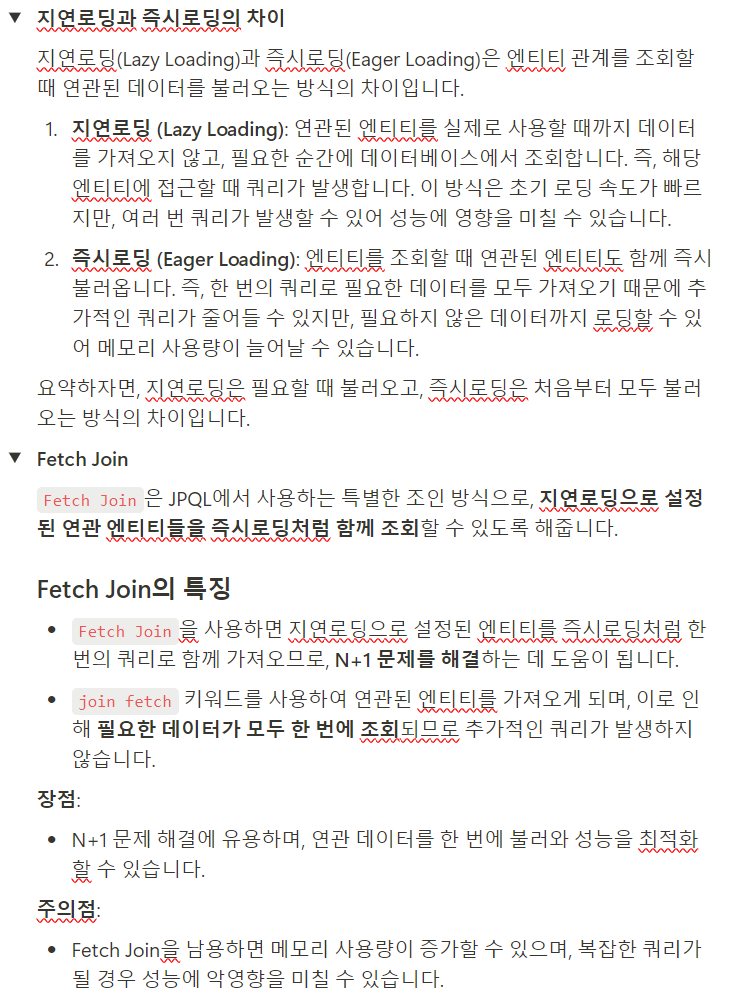 지연로딩과 즉시로딩의 차이
지연로딩(Lazy Loading)과 즉시로딩(Eager Loading)은 엔티티 관계를 조회할
때 연관된 데이터를 불러오는 방식의 차이입니다.
1. 지연로딩 (Lazy Loading): 연관된 엔티티를 실제로 사용할 때까지 데이터
를 가져오지 않고, 필요한 순간에 데이터베이스에서 조회합니다. 즉, 해당
엔티티에 접근할 때 쿼리가 발생합니다. 이 방식은 초기 로딩 속도가 빠르
지만, 여러 번 쿼리가 발생할 수 있어 성능에 영향을 미칠 수 있습니다.
2. 즉시로딩 (Eager Loading): 엔티티를 조회할 때 연관된 엔티티도 함께 즉시
불러옵니다. 즉, 한 번의 쿼리로 필요한 데이터를 모두 가져오기 때문에 추
가적인 쿼리가 줄어들 수 있지만, 필요하지 않은 데이터까지 로딩할 수 있
어 메모리 사용량이 늘어날 수 있습니다.
요약하자면, 지연로딩은 필요할 때 불러오고, 즉시로딩은 처음부터 모두 불러
오는 방식의 차이입니다.
Fetch Join
Fetch Join은 JPQL에서 사용하는 특별한 조인 방식으로, 지연로딩으로 설정
된 연관 엔티티들을 즉시로딩처럼 함께 조회할 수 있도록 해줍니다.
Fetch Join의 특징
• Fetch Join을 사용하면 지연로딩으로 설정된 엔티티를 즉시로딩처럼 한
번의 쿼리로 함께 가져오므로, N+1 문제를 해결하는 데 도움이 됩니다.
• join fetch 키워드를 사용하여 연관된 엔티티를 가져오게 되며, 이로 인
해 필요한 데이터가 모두 한 번에 조회되므로 추가적인 쿼리가 발생하지
않습니다.
장점:
• N+1 문제 해결에 유용하며, 연관 데이터를 한 번에 불러와 성능을 최적화
할 수 있습니다.
주의점:
• Fetch Join을 남용하면 메모리 사용량이 증가할 수 있으며, 복잡한 쿼리가
될 경우 성능에 악영향을 미칠 수 있습니다.